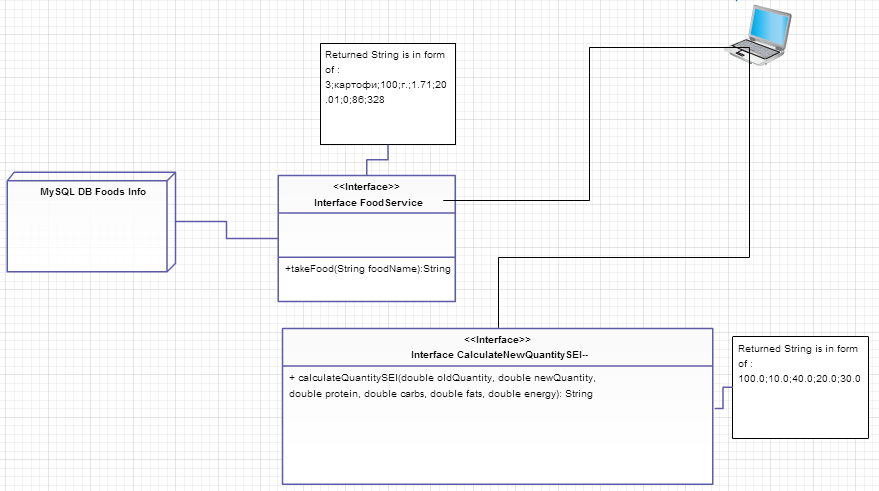 Returned String is in form
of :
3;картофи;100;г.;1.71;20
.01;0;86;328
MySQL DB Foods Info
<<Interface>>
Interface FoodService
+takeFood(String foodName):String
<<Interface>>
Interface CalculateNewQuantitySEI--
+ calculateQuantitySEI(double oldQuantity, double newQuantity,
double protein, double carbs, double fats, double energy): String
Returned String is in form
of :
100.0;10.0;40.0;20.0;30.0